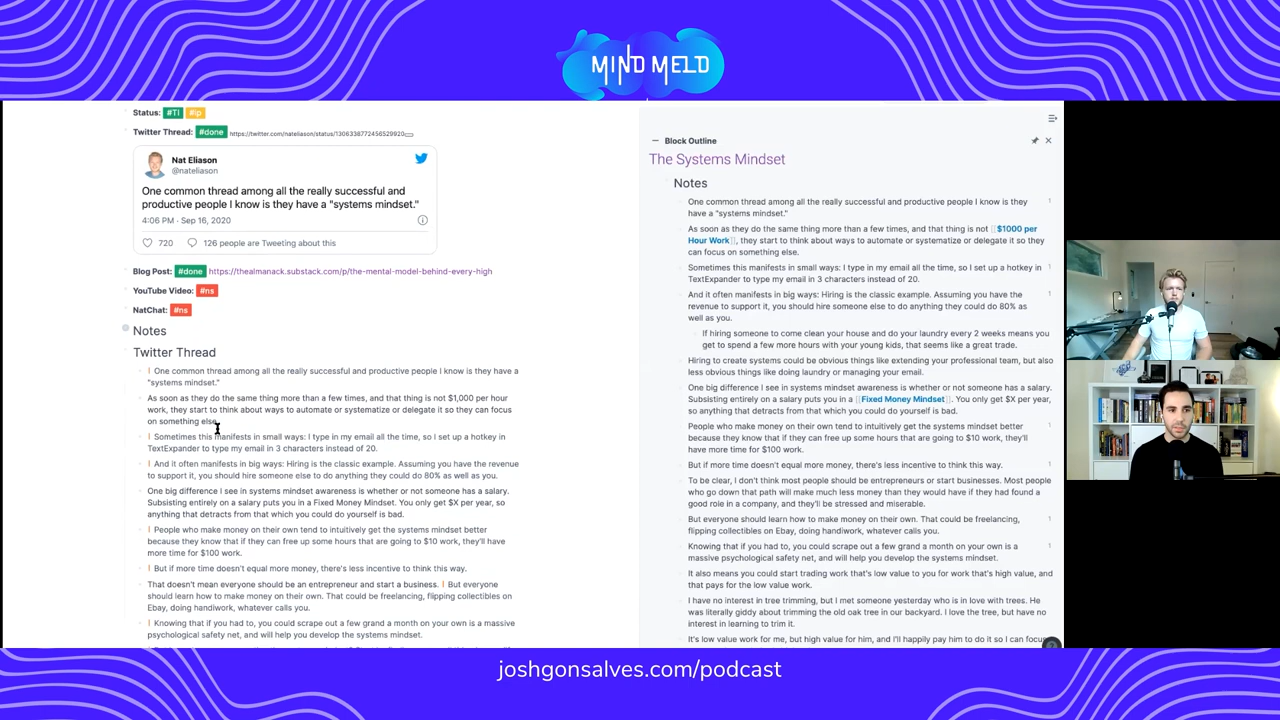 MIND MELD
Status: #TI #ip
Twitter Thread: #done https://twitter.com/nateliason/status/1306338772456529920
Nat Eliason
@nateliason
One common thread among all the really successful and
productive people I know is they have a "systems mindset."
4:06 PM · Sep 16, 2020
720 126 people are Tweeting about this
Blog Post: #done https://thealmanack.substack.com/p/the-mental-model-behind-every-high
YouTube Video: #ns
NatChat: #ns
Notes
Twitter Thread
One common thread among all the really successful and productive people I know is they have a
"systems mindset."
As soon as they do the same thing more than a few times, and that thing is not $1,000 per hour
work, they start to think about ways to automate or systematize or delegate it so they can focus
on something else.
Sometimes this manifests in small ways: I type in my email all the time, so I set up a hotkey in
TextExpander to type my email in 3 characters instead of 20.
And it often manifests in big ways: Hiring is the classic example. Assuming you have the revenue
to support it, you should hire someone else to do anything they could do 80% as well as you.
One big difference I see in systems mindset awareness is whether or not someone has a salary.
Subsisting entirely on a salary puts you in a Fixed Money Mindset. You only get $X per year, so
anything that detracts from that which you could do yourself is bad.
People who make money on their own tend to intuitively get the systems mindset better
because they know that if they can free up some hours that are going to $10 work, they'll have
more time for $100 work.
But if more time doesn't equal more money, there's less incentive to think this way.
That doesn't mean everyone should be an entrepreneur and start a business. But everyone
should learn how to make money on their own. That could be freelancing, flipping collectibles on
Ebay, doing handiwork, whatever calls you.
Knowing that if you had to, you could scrape out a few grand a month on your own is a massive
psychological safety net, and will help you develop the systems mindset.
Block Outline
The Systems Mindset
Notes
One common thread among all the really successful and productive people I know is they 1
have a "systems mindset."
As soon as they do the same thing more than a few times, and that thing is not [[$1000 per 1
Hour Work]], they start to think about ways to automate or systematize or delegate it so they
can focus on something else.
Sometimes this manifests in small ways: I type in my email all the time, so I set up a hotkey in 1
TextExpander to type my email in 3 characters instead of 20.
And it often manifests in big ways: Hiring is the classic example. Assuming you have the 1
revenue to support it, you should hire someone else to do anything they could do 80% as
well as you.
If hiring someone to come clean your house and do your laundry every 2 weeks means you
get to spend a few more hours with your young kids, that seems like a great trade.
Hiring to create systems could be obvious things like extending your professional team, but also
less obvious things like doing laundry or managing your email.
One big difference I see in systems mindset awareness is whether or not someone has a salary.
Subsisting entirely on a salary puts you in a [[Fixed Money Mindset]]. You only get $X per year,
so anything that detracts from that which you could do yourself is bad.
People who make money on their own tend to intuitively get the systems mindset better 1
because they know that if they can free up some hours that are going to $10 work, they'll
have more time for $100 work.
But if more time doesn't equal more money, there's less incentive to think this way. 1
To be clear, I don't think most people should be entrepreneurs or start businesses. Most people
who go down that path will make much less money than they would have if they had found a
good role in a company, and they'll be stressed and miserable.
But everyone should learn how to make money on their own. That could be freelancing, 1
flipping collectibles on Ebay, doing handiwork, whatever calls you.
Knowing that if you had to, you could scrape out a few grand a month on your own is a 1
massive psychological safety net, and will help you develop the systems mindset.
It also means you could start trading work that's low value to you for work that's high value, and
that pays for the low value work.
I have no interest in tree trimming, but I met someone yesterday who is in love with trees. He
was literally giddy about trimming the old oak tree in our backyard. I love the tree, but have no
interest in learning to trim it.
It's low value work for me, but high value for him, and I'll happily pay him to do it so I can focus
joshgonsalves.com/podcast